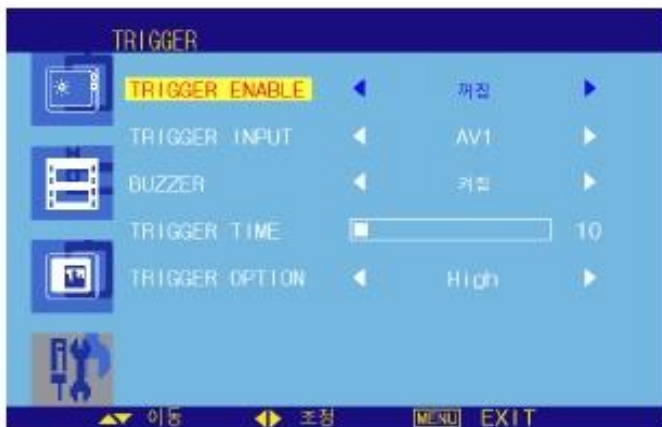 TRIGGER
TRIGGER ENABLE ◀ 꺼짐 ▶
TRIGGER INPUT ◀ AV1 ▶
BUZZER ◀ 켜짐 ▶
TRIGGER TIME 10
TRIGGER OPTION ◀ High ▶
▲▼ 이동 ◀▶ 조정 MENU EXIT